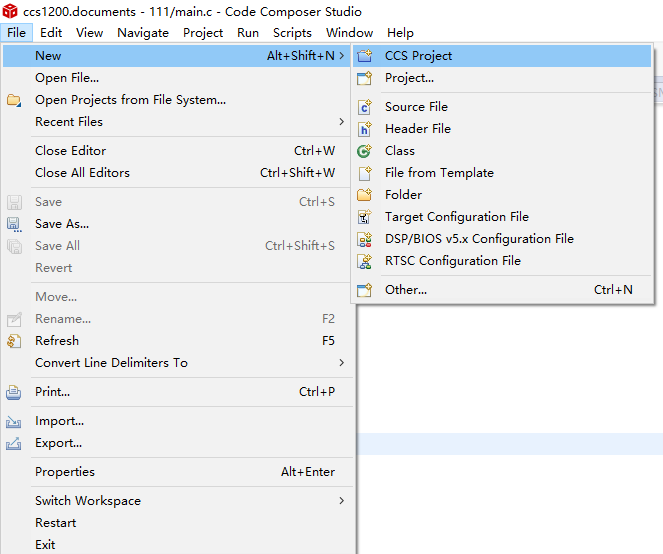 ccs1200.documents - 111/main.c - Code Composer Studio
File Edit View Navigate Project Run Scripts Window Help
New Alt+Shift+N
Open File...
Open Projects from File System...
Recent Files
Close Editor Ctrl+W
Close All Editors Ctrl+Shift+W
Save Ctrl+S
Save As...
Save All Ctrl+Shift+S
Revert
Move...
Rename... F2
Refresh F5
Convert Line Delimiters To
Print... Ctrl+P
Import...
Export...
Properties Alt+Enter
Switch Workspace
Restart
Exit
CCS Project
Project...
Source File
Header File
Class
File from Template
Folder
Target Configuration File
DSP/BIOS v5.x Configuration File
RTSC Configuration File
Other... Ctrl+N